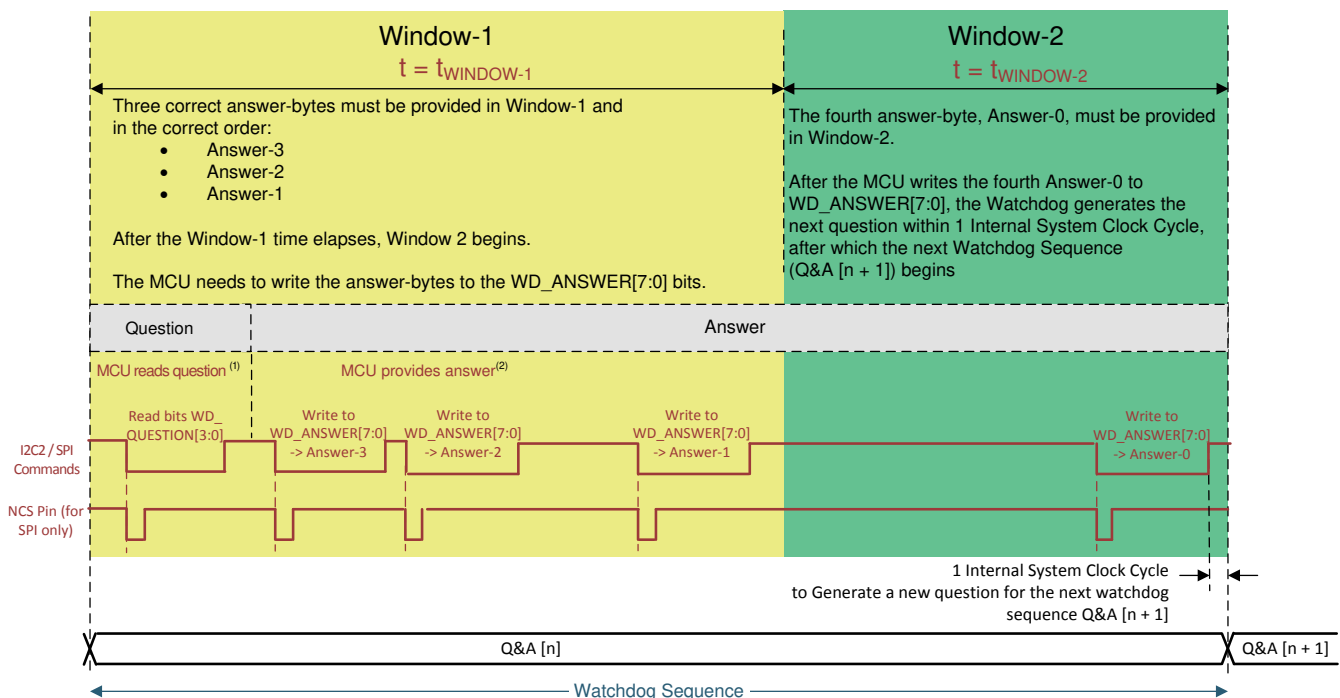 Window-1
t = tWINDOW-1
Three correct answer-bytes must be provided in Window-1 and
in the correct order:
• Answer-3
• Answer-2
• Answer-1
After the Window-1 time elapses, Window 2 begins.
The MCU needs to write the answer-bytes to the WD_ANSWER[7:0] bits.
Window-2
t = tWINDOW-2
The fourth answer-byte, Answer-0, must be provided
in Window-2.
After the MCU writes the fourth Answer-0 to
WD_ANSWER[7:0], the Watchdog generates the
next question within 1 Internal System Clock Cycle,
after which the next Watchdog Sequence
(Q&A [n + 1]) begins
Question
Answer
MCU reads question (1)
MCU provides answer(2)
I2C2 / SPI
Commands
Read bits WD_
QUESTION[3:0]
Write to
WD_ANSWER[7:0]
-> Answer-3
Write to
WD_ANSWER[7:0]
-> Answer-2
Write to
WD_ANSWER[7:0]
-> Answer-1
Write to
WD_ANSWER[7:0]
-> Answer-0
NCS Pin (for
SPI only)
1 Internal System Clock Cycle
to Generate a new question for the next watchdog
sequence Q&A [n + 1]
Q&A [n]
Q&A [n + 1]
Watchdog Sequence